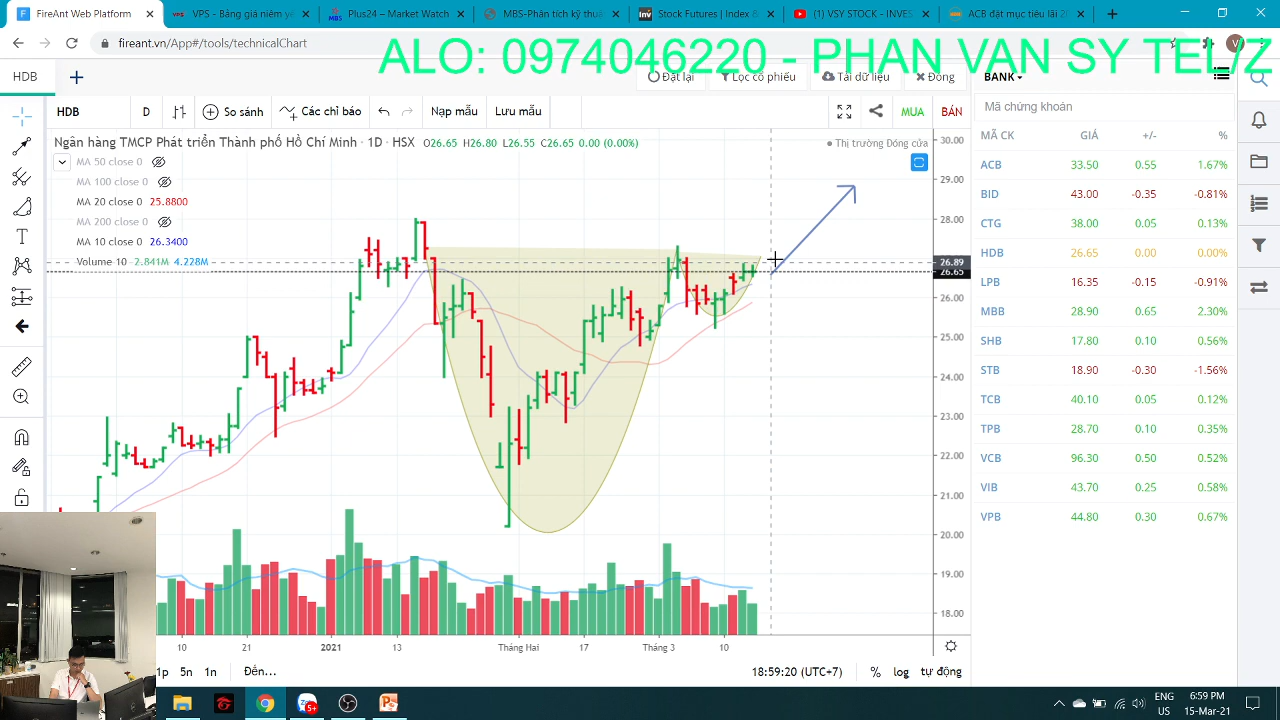 VPS - Bảng giá niêm yế
Plus24 – Market Watch
MBS-Phân tích kỹ thuậ
Stock Futures | Index &
(1) VSY STOCK - INVES
ACB đặt mục tiêu lãi 20
fireant.vn/pg/tools/technicalChart
ALO: 0974046220 - PHAN VAN SY TEL/Z
HDB
Đặt lại
Lọc cổ phiếu
Tải dữ liệu
Đóng
BANK
HDB
D
So sánh
Các chỉ báo
Nạp mẫu
Lưu mẫu
MUA
BÁN
Mã chứng khoán
Ngân hàng TMCP Phát triển Thành phố Hồ Chí Minh · 1D · HSX O26.65 H26.80 L26.55 C26.65 0.00 (0.00%)
Thị trường Đóng cửa
MA 50 close 0
MA 100 close 0
MA 20 close 0 25.8800
MA 200 close 0
MA 10 close 0 26.3400
Volume 10 2.841M 4.228M
30.00
29.00
28.00
26.89
26.65
26.00
25.00
24.00
23.00
22.00
21.00
20.00
19.00
18.00
10 21 2021 13 Tháng Hai 17 Tháng 3 10
1p 5n 1n Đến...
18:59:20 (UTC+7) % log tự động
MÃ CK GIÁ +/- %
ACB 33.50 0.55 1.67%
BID 43.00 -0.35 -0.81%
CTG 38.00 0.05 0.13%
HDB 26.65 0.00 0.00%
LPB 16.35 -0.15 -0.91%
MBB 28.90 0.65 2.30%
SHB 17.80 0.10 0.56%
STB 18.90 -0.30 -1.56%
TCB 40.10 0.05 0.12%
TPB 28.70 0.10 0.35%
VCB 96.30 0.50 0.52%
VIB 43.70 0.25 0.58%
VPB 44.80 0.30 0.67%
5+
ENG
US
6:59 PM
15-Mar-21